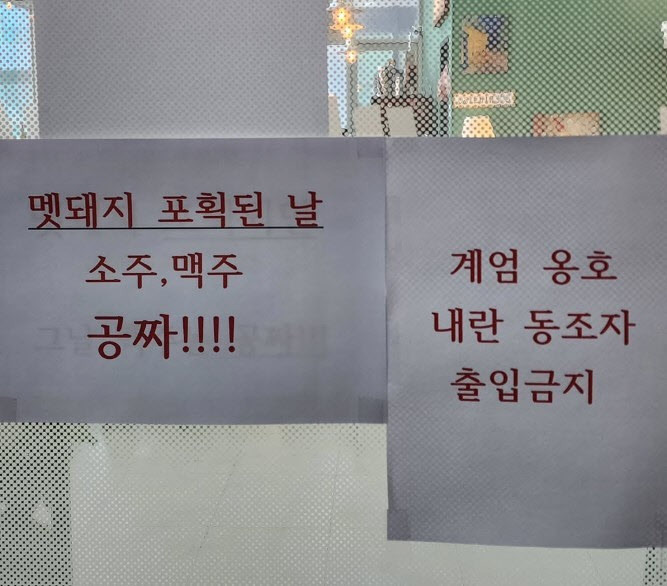 멧돼지 포획된 날
소주,맥주
공짜!!!!
계엄 옹호
내란 동조자
출입금지